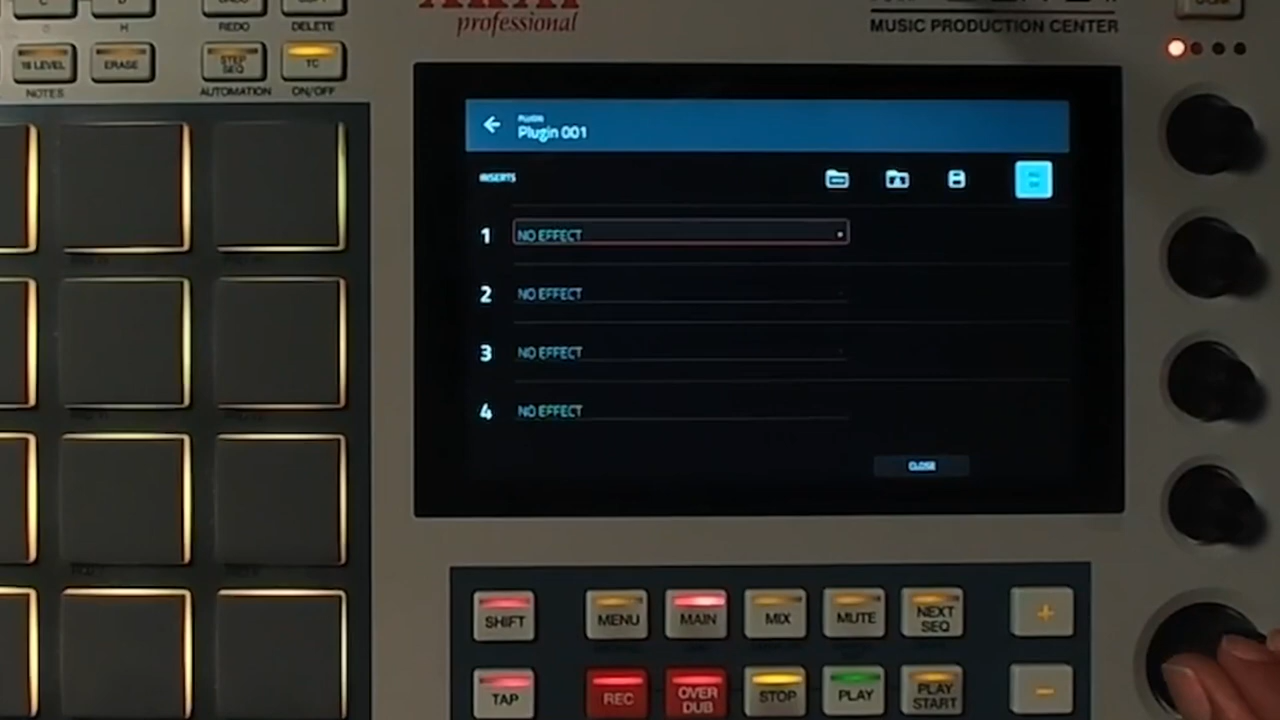 REDO
DELETE
16 LEVEL
ERASE
STEP
SEQ
TC
NOTES
AUTOMATION
ON/OFF
AKAI
professional
MUSIC PRODUCTION CENTER
PLUGIN
Plugin 001
INSERTS
1 NO EFFECT
2 NO EFFECT
3 NO EFFECT
4 NO EFFECT
CLOSE
SHIFT
MENU
MAIN
MIX
MUTE
NEXT
SEQ
+
TAP
REC
OVER
DUB
STOP
PLAY
PLAY
START
-